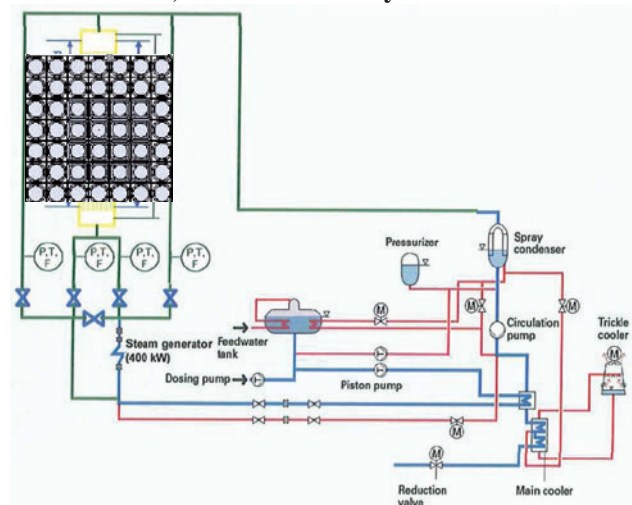 P,T,
F
P,T,
F
P,T,
F
P,T,
F
Pressurizer
Spray
condenser
M
M
M
Circulation
pump
Trickle
cooler
M
Feedwater
tank
Steam generator
(400 kW)
Dosing pump
Piston pump
M
M
Reduction
valve
Main cooler